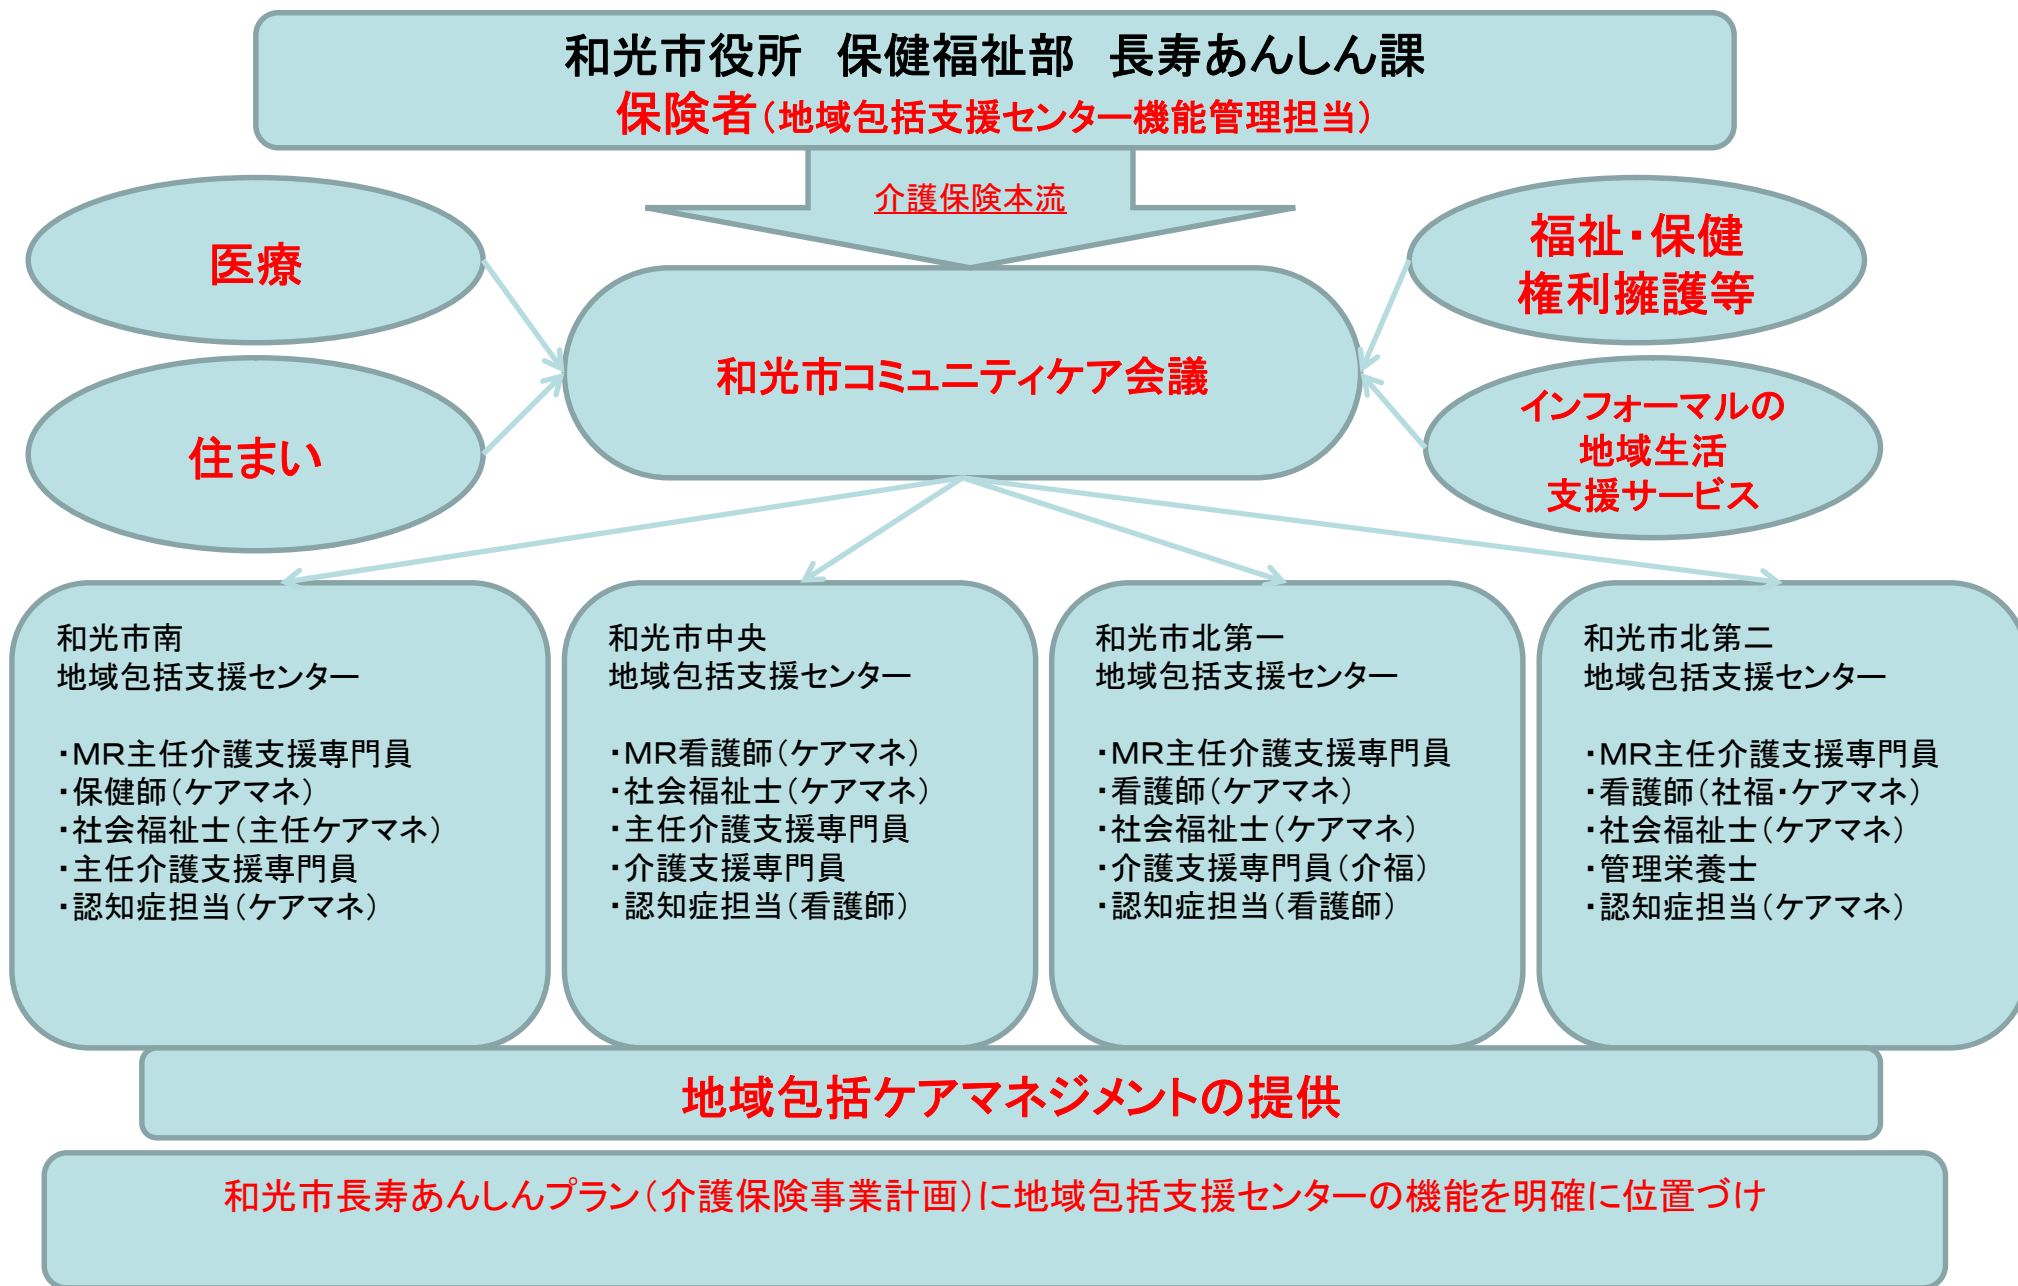 和光市役所　保健福祉部　長寿あんしん課
保険者（地域包括支援センター機能管理担当）
介護保険本流
医療
福祉・保健
権利擁護等
和光市コミュニティケア会議
住まい
インフォーマルの
地域生活
支援サービス
和光市南
地域包括支援センター
・ＭＲ主任介護支援専門員
・保健師（ケアマネ）
・社会福祉士（主任ケアマネ）
・主任介護支援専門員
・認知症担当（ケアマネ）
和光市中央
地域包括支援センター
・ＭＲ看護師（ケアマネ）
・社会福祉士（ケアマネ）
・主任介護支援専門員
・介護支援専門員
・認知症担当（看護師）
和光市北第一
地域包括支援センター
・ＭＲ主任介護支援専門員
・看護師（ケアマネ）
・社会福祉士（ケアマネ）
・介護支援専門員（介福）
・認知症担当（看護師）
和光市北第二
地域包括支援センター
・ＭＲ主任介護支援専門員
・看護師（社福・ケアマネ）
・社会福祉士（ケアマネ）
・管理栄養士
・認知症担当（ケアマネ）
地域包括ケアマネジメントの提供
和光市長寿あんしんプラン（介護保険事業計画）に地域包括支援センターの機能を明確に位置づけ